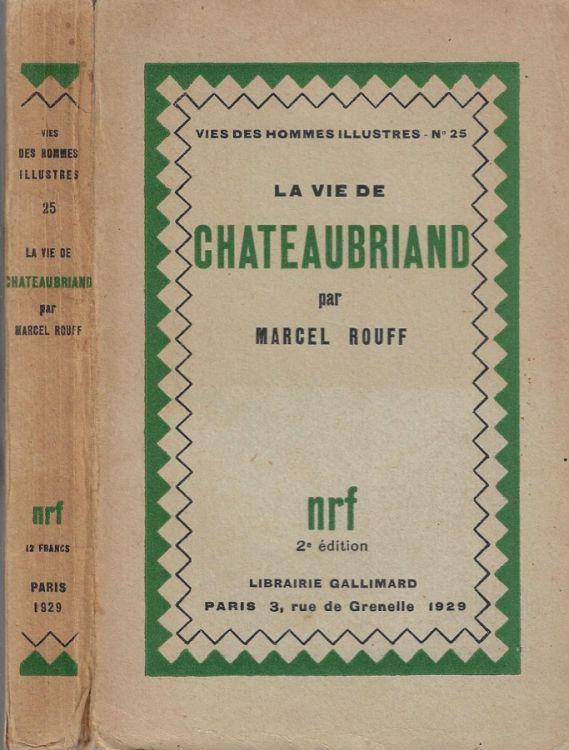 VIES
DES HOMMES
ILLUSTRES
25
LA VIE DE
CHATEAUBRIAND
par
MARCEL ROUFF
nrf
12 FRANCS
PARIS
1929
VIES DES HOMMES ILLUSTRES - Nº 25
LA VIE DE
CHATEAUBRIAND
par
MARCEL ROUFF
nrf
2e édition
LIBRAIRIE GALLIMARD
PARIS 3, rue de Grenelle 1929